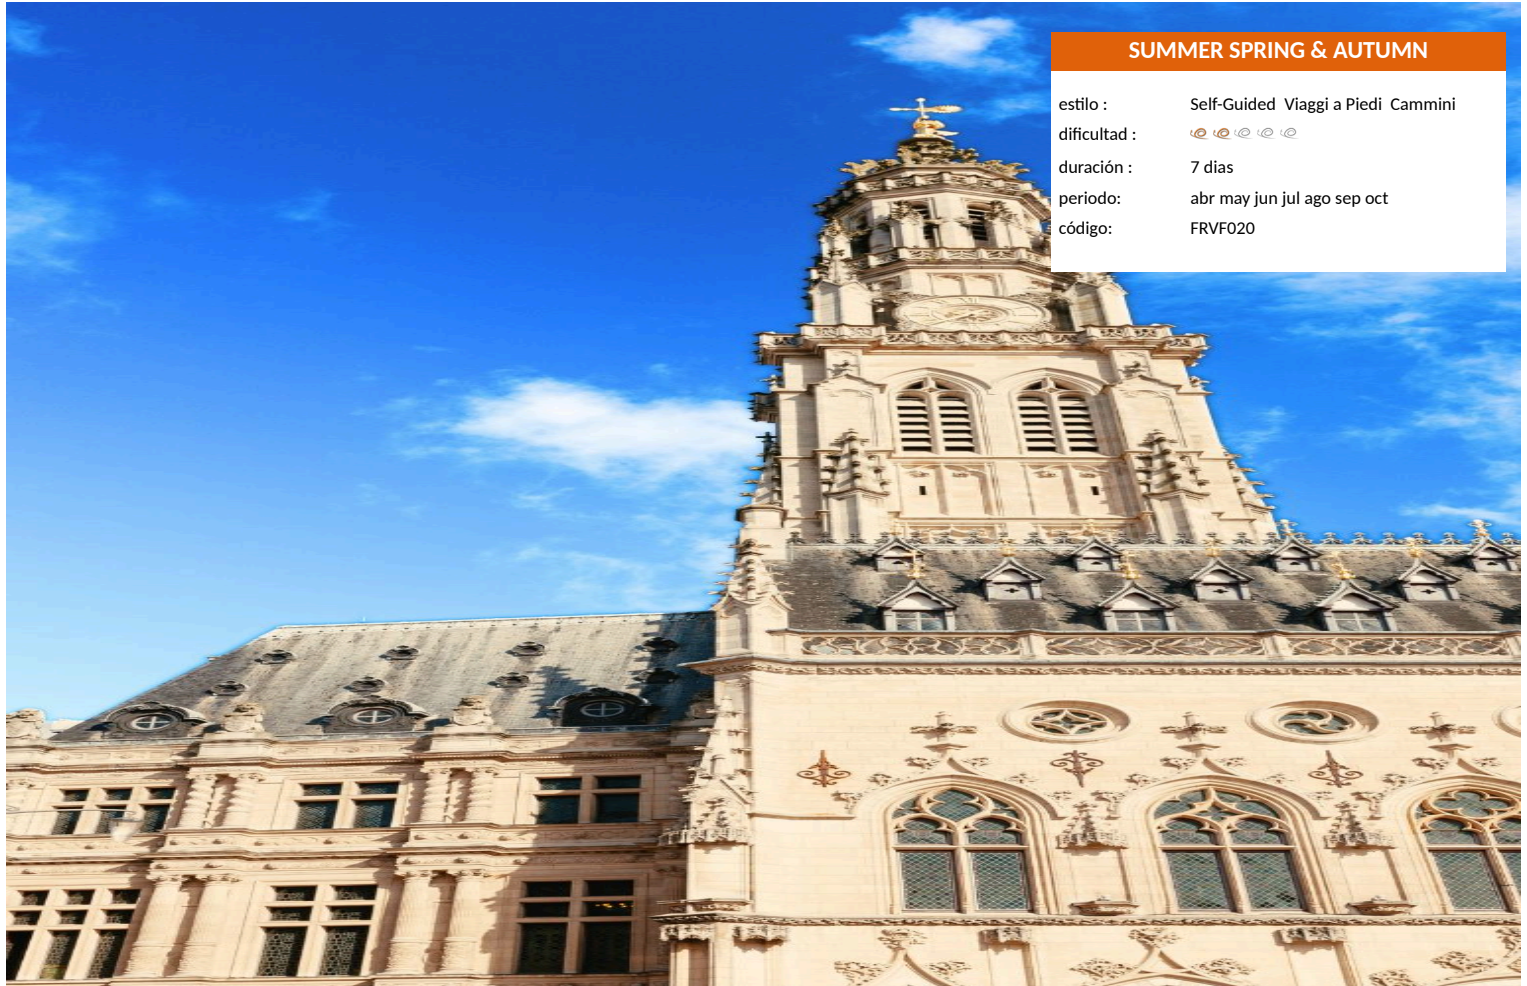 SUMMER SPRING & AUTUMN
estilo : Self-Guided Viaggi a Piedi Cammini
dificultad :
duración : 7 dias
periodo: abr may jun jul ago sep oct
código: FRVF020